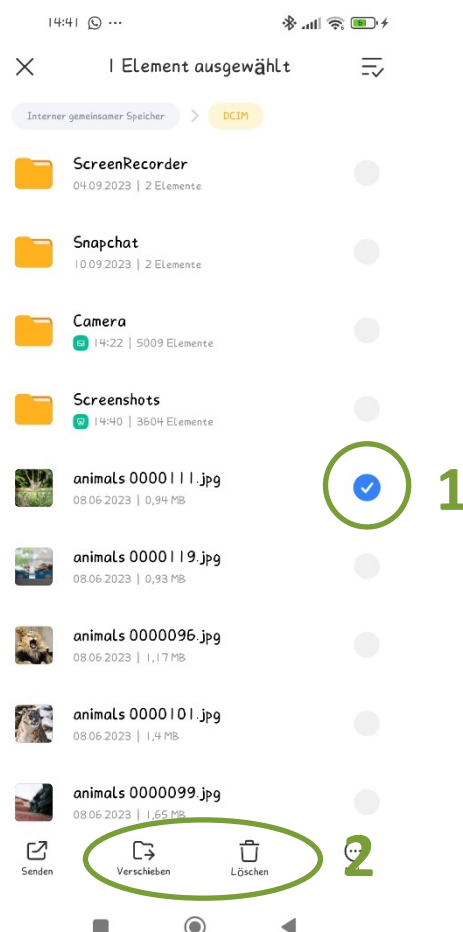 14:41 ...
1 Element ausgewählt
Interner gemeinsamer Speicher > DCIM
ScreenRecorder
04.09.2023 | 2 Elemente
Snapchat
10.09.2023 | 2 Elemente
Camera
14:22 | 5009 Elemente
Screenshots
14:40 | 3604 Elemente
animals 0000111.jpg
08.06.2023 | 0,94 MB
1
animals 0000119.jpg
08.06.2023 | 0,93 MB
animals 0000096.jpg
08.06.2023 | 1,17 MB
animals 0000101.jpg
08.06.2023 | 1,4 MB
animals 0000099.jpg
08.06.2023 | 1,65 MB
2
Senden Verschieben Löschen